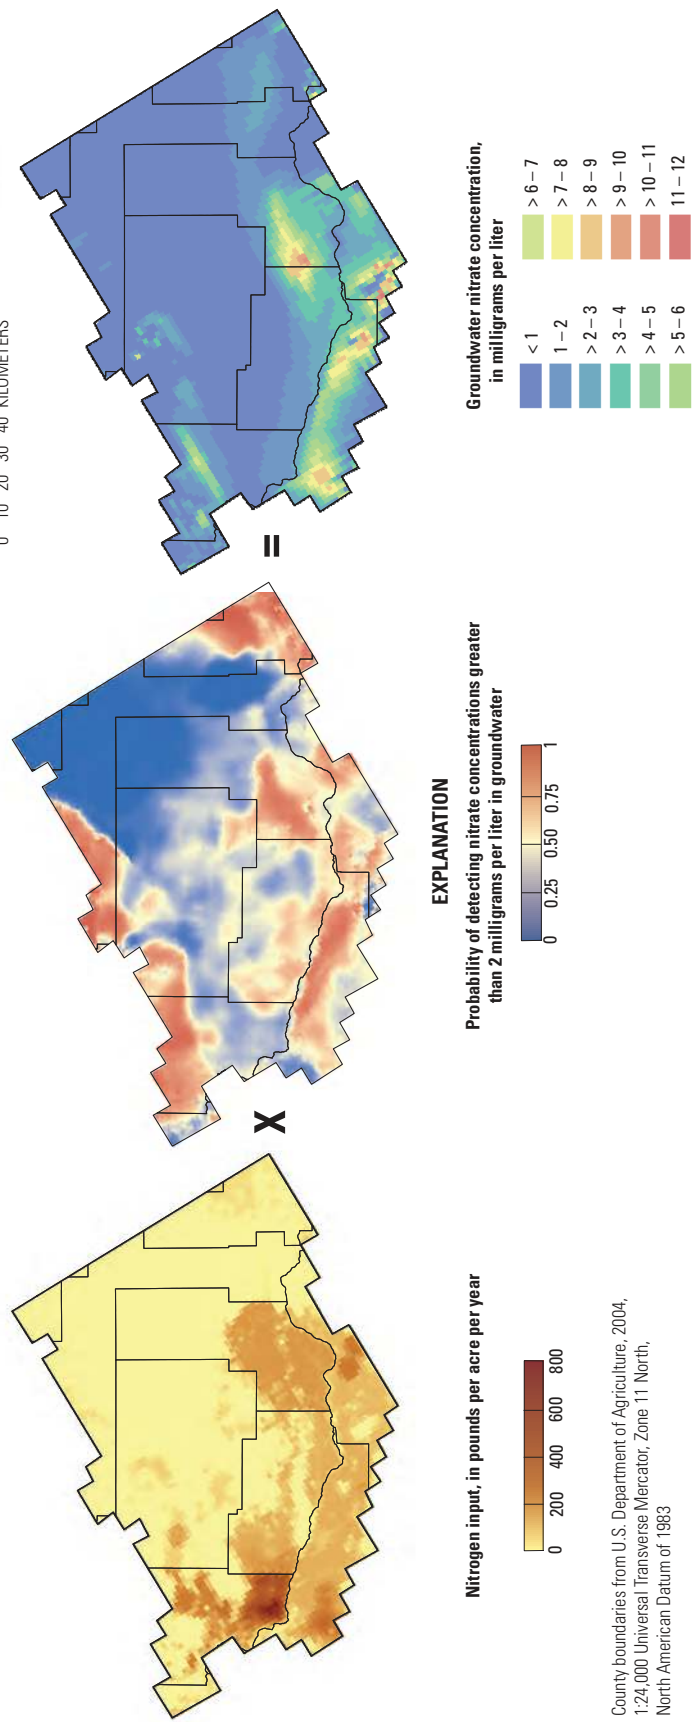 0 10 20 30 40 KILOMETERS
X
=
EXPLANATION
Nitrogen input, in pounds per acre per year
0 200 400 600 800
Probability of detecting nitrate concentrations greater
than 2 milligrams per liter in groundwater
0 0.25 0.50 0.75 1
Groundwater nitrate concentration,
in milligrams per liter
< 1
1 – 2
> 2 – 3
> 3 – 4
> 4 – 5
> 5 – 6
> 6 – 7
> 7 – 8
> 8 – 9
> 9 – 10
> 10 – 11
11 – 12
County boundaries from U.S. Department of Agriculture, 2004,
1:24,000 Universal Transverse Mercator, Zone 11 North,
North American Datum of 1983